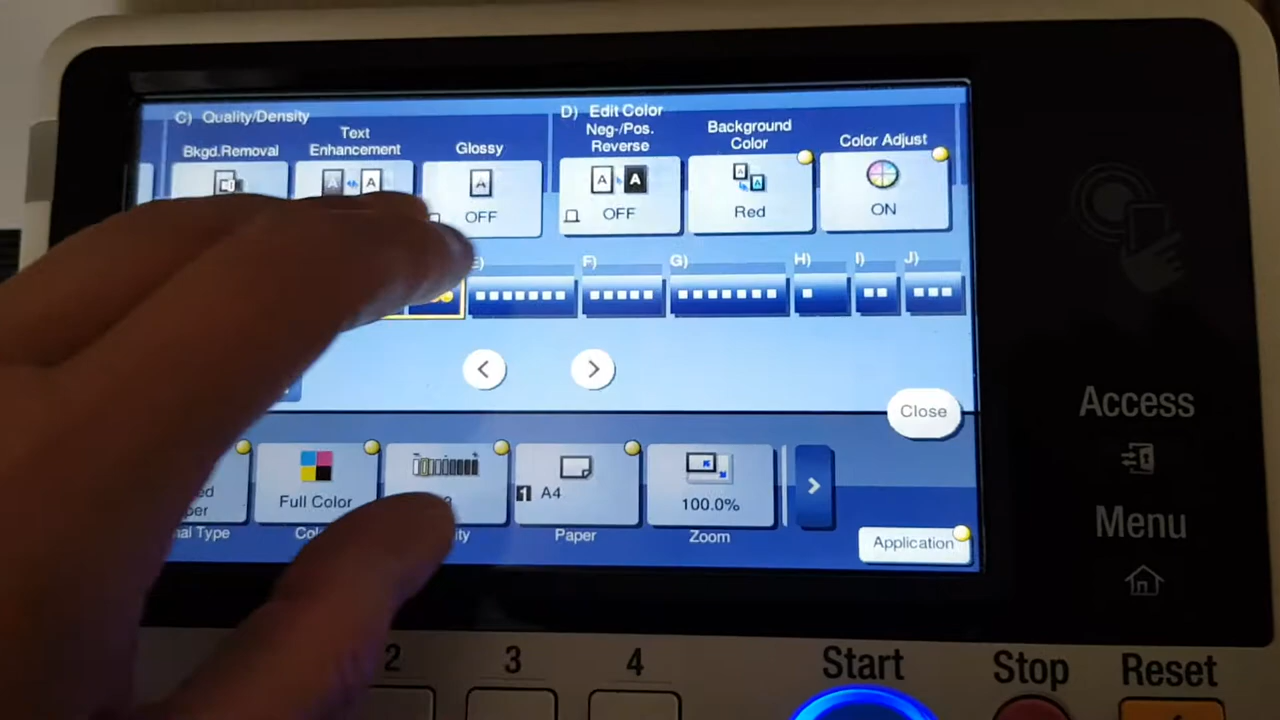 C) Quality/Density
D) Edit Color
Bkgd.Removal
Text
Enhancement
Glossy
Neg-/Pos.
Reverse
Background
Color
Color Adjust
OFF
OFF
Red
ON
F)
G)
H)
I)
J)
Close
Full Color
1 A4
100.0%
Paper
Zoom
Application
Access
Menu
2
3
4
Start
Stop
Reset